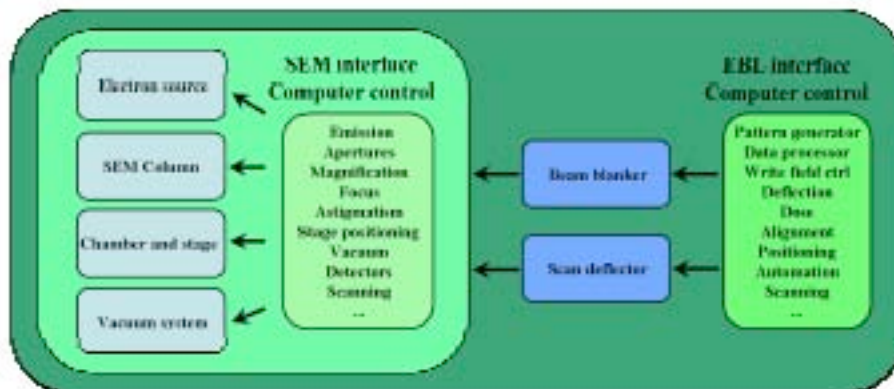 Electron source
SEM Column
Chamber and stage
Vacuum system
SEM interface
Computer control
Emission
Apertures
Magnification
Focus
Astigmatism
Stage positioning
Vacuum
Detectors
Scanning
...
Beam blanker
Scan deflector
EBL interface
Computer control
Pattern generator
Data processor
Write field ctrl
Deflection
Dose
Alignment
Positioning
Automation
Scanning
...